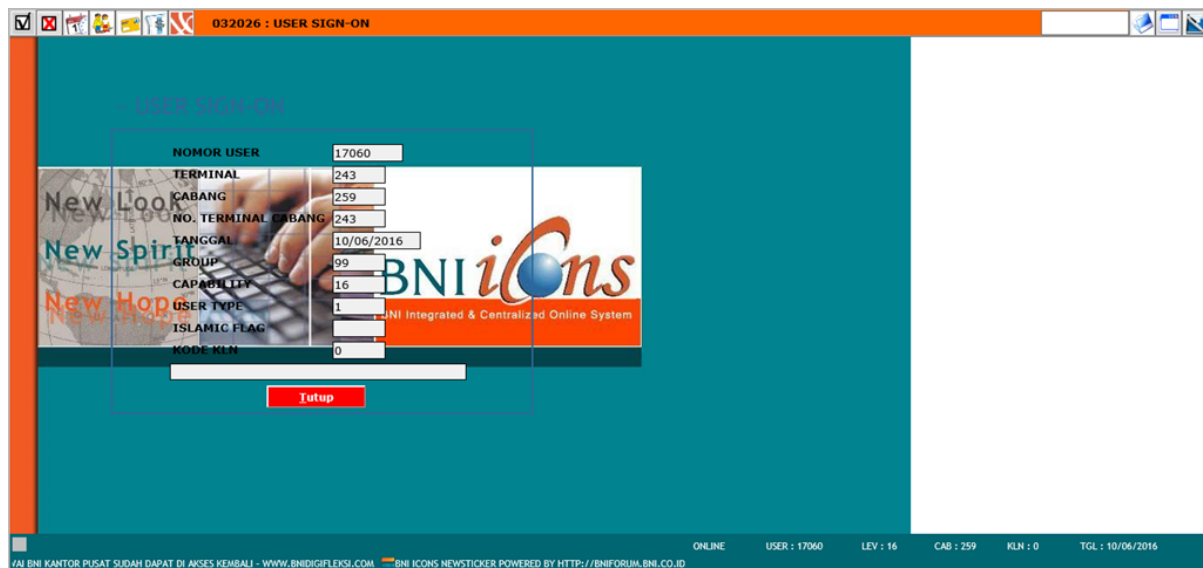 032026 : USER SIGN-ON
- USER SIGN-ON
NOMOR USER 17060
TERMINAL 243
CABANG 259
NO. TERMINAL CABANG 243
TANGGAL 10/06/2016
GROUP 99
CAPABILITY 16
USER TYPE 1
ISLAMIC FLAG
KODE KLN 0
Tutup
New Look
New Spirit
New Hope
BNI iCons
BNI Integrated & Centralized Online System
ONLINE USER : 17060 LEV : 16 CAB : 259 KLN : 0 TGL : 10/06/2016
BNI KANTOR PUSAT SUDAH DAPAT DI AKSES KEMBALI - WWW.BNIDIGIFLEKSI.COM BNI ICONS NEWSTICKER POWERED BY HTTP://BNIFORUM.BNI.CO.ID